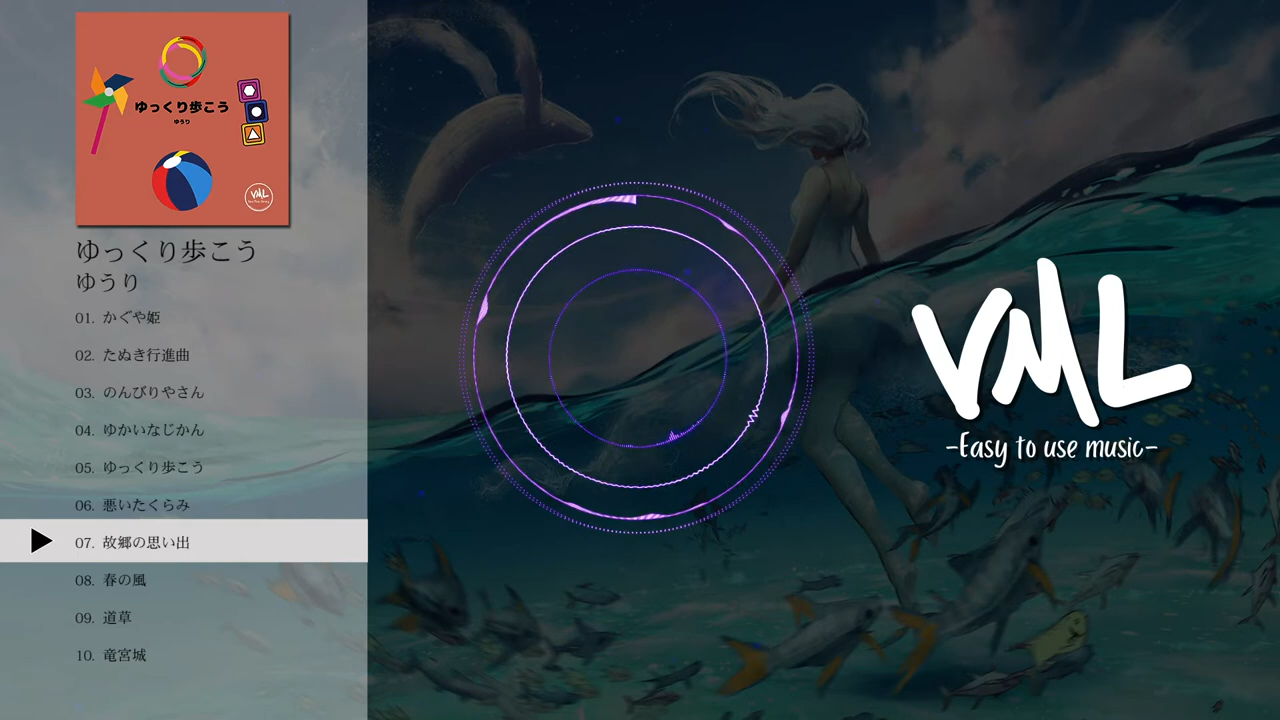 ゆっくり歩こう
ゆうり
VML
ゆっくり歩こう
ゆうり
01. かぐや姫
02. たぬき行進曲
03. のんびりやさん
04. ゆかいなじかん
05. ゆっくり歩こう
06. 悪いたくらみ
07. 故郷の思い出
08. 春の風
09. 道草
10. 竜宮城
VML
-Easy to use music-